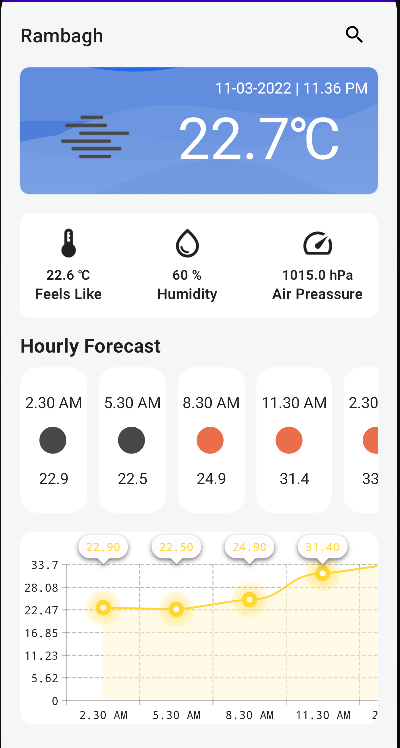 Rambagh
11-03-2022 | 11.36 PM
22.7℃
22.6 ℃ 60 % 1015.0 hPa
Feels Like Humidity Air Preassure
Hourly Forecast
2.30 AM 5.30 AM 8.30 AM 11.30 AM 2.30
22.9 22.5 24.9 31.4 33
22.90 22.50 24.90 31.40
33.7
28.08
22.47
16.85
11.23
5.62
0
2.30 AM 5.30 AM 8.30 AM 11.30 AM 2